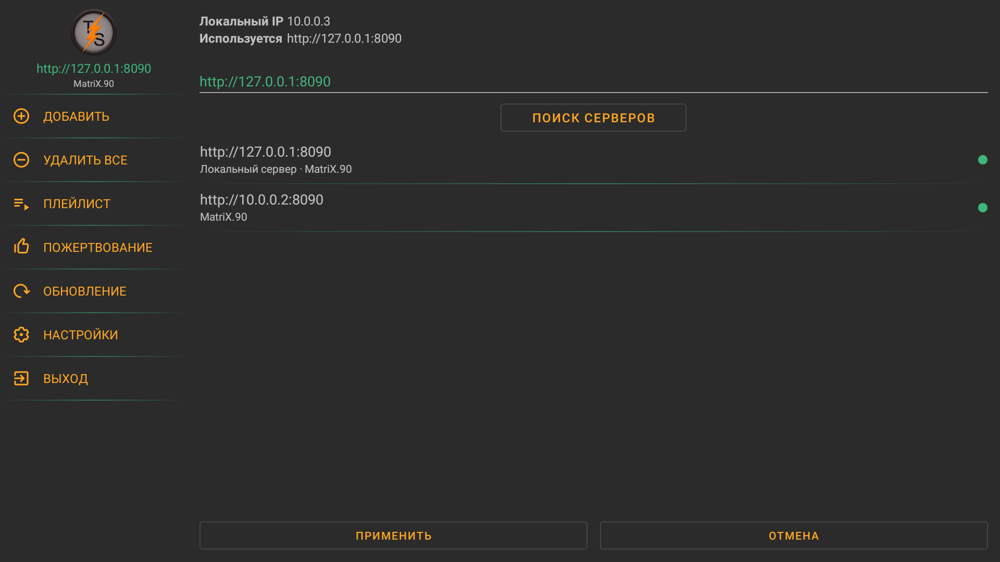 TS
http://127.0.0.1:8090
MatriX.90
ДОБАВИТЬ
УДАЛИТЬ ВСЕ
ПЛЕЙЛИСТ
ПОЖЕРТВОВАНИЕ
ОБНОВЛЕНИЕ
НАСТРОЙКИ
ВЫХОД
Локальный IP 10.0.0.3
Используется http://127.0.0.1:8090
http://127.0.0.1:8090
ПОИСК СЕРВЕРОВ
http://127.0.0.1:8090
Локальный сервер · MatriX.90
http://10.0.0.2:8090
MatriX.90
ПРИМЕНИТЬ
ОТМЕНА